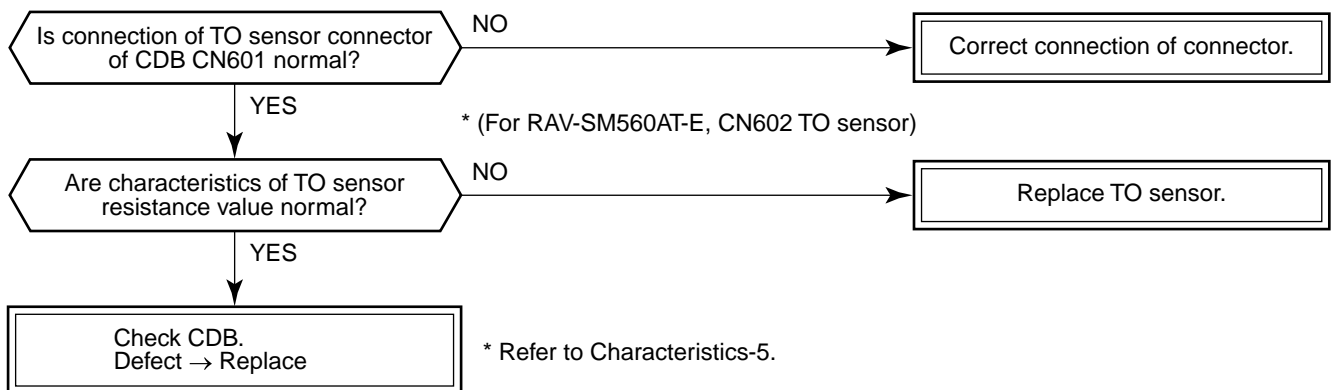 Is connection of TO sensor connector
of CDB CN601 normal?
NO
Correct connection of connector.
YES
* (For RAV-SM560AT-E, CN602 TO sensor)
Are characteristics of TO sensor
resistance value normal?
NO
Replace TO sensor.
YES
Check CDB.
Defect → Replace
* Refer to Characteristics-5.